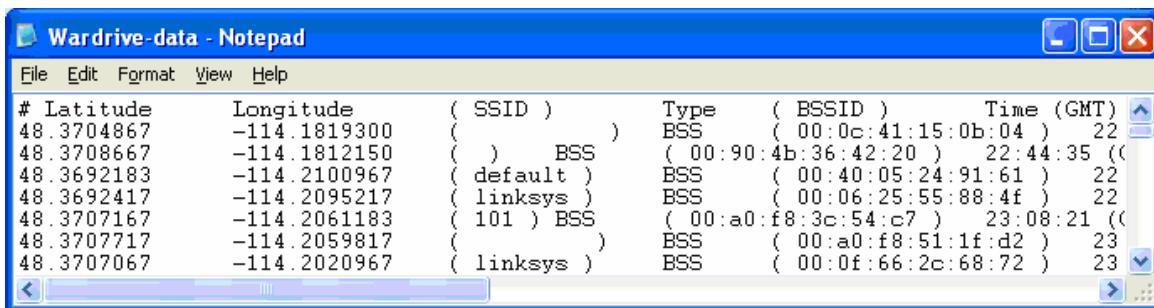 Wardrive-data - Notepad
File Edit Format View Help
# Latitude Longitude ( SSID ) Type ( BSSID ) Time (GMT)
48.3704867 -114.1819300 ( ) BSS ( 00:0c:41:15:0b:04 ) 22
48.3708667 -114.1812150 ( ) BSS ( 00:90:4b:36:42:20 ) 22:44:35 ((
48.3692183 -114.2100967 ( default ) BSS ( 00:40:05:24:91:61 ) 22
48.3692417 -114.2095217 ( linksys ) BSS ( 00:06:25:55:88:4f ) 22
48.3707167 -114.2061183 ( 101 ) BSS ( 00:a0:f8:3c:54:c7 ) 23:08:21 ((
48.3707717 -114.2059817 ( ) BSS ( 00:a0:f8:51:1f:d2 ) 23
48.3707067 -114.2020967 ( linksys ) BSS ( 00:0f:66:2c:68:72 ) 23